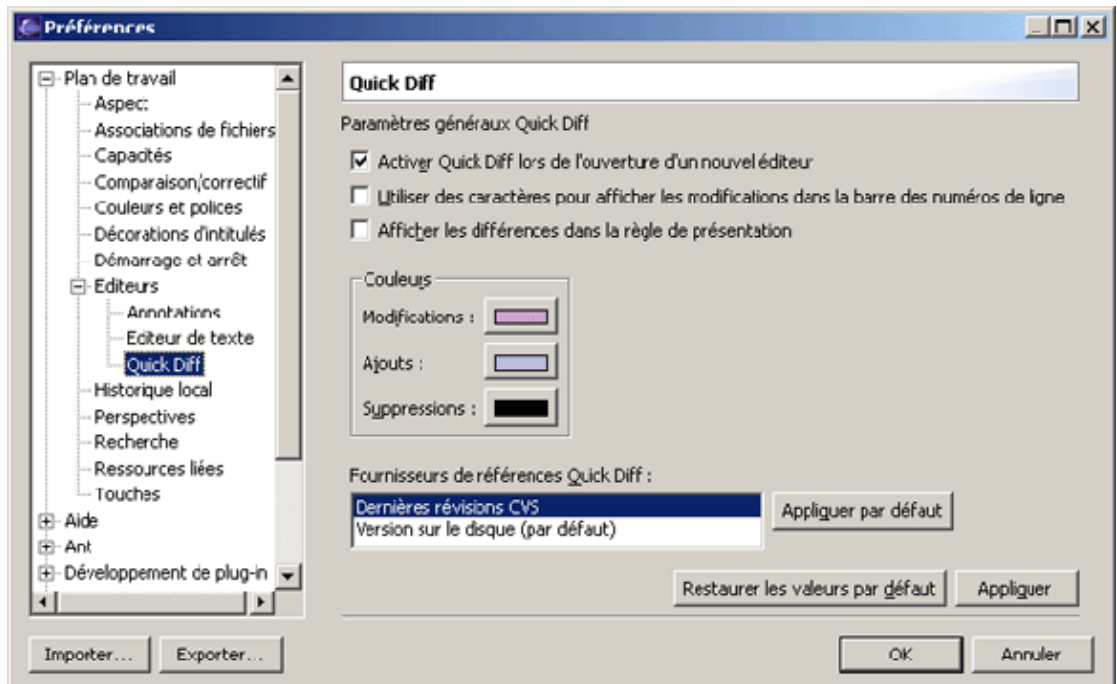 Préférences
Plan de travail
Aspect
Associations de fichiers
Capacités
Comparaison/correctif
Couleurs et polices
Décorations d'intitulés
Démarrage et arrêt
Editeurs
Annotations
Editeur de texte
Quick Diff
Historique local
Perspectives
Recherche
Ressources liées
Touches
Aide
Ant
Développement de plug-in
Importer...
Exporter...
Quick Diff
Paramètres généraux Quick Diff
Activer Quick Diff lors de l'ouverture d'un nouvel éditeur
Utiliser des caractères pour afficher les modifications dans la barre des numéros de ligne
Afficher les différences dans la règle de présentation
Couleurs
Modifications :
Ajouts :
Suppressions :
Fournisseurs de références Quick Diff :
Dernières révisions CVS
Version sur le disque (par défaut)
Appliquer par défaut
Restaurer les valeurs par défaut
Appliquer
OK
Annuler